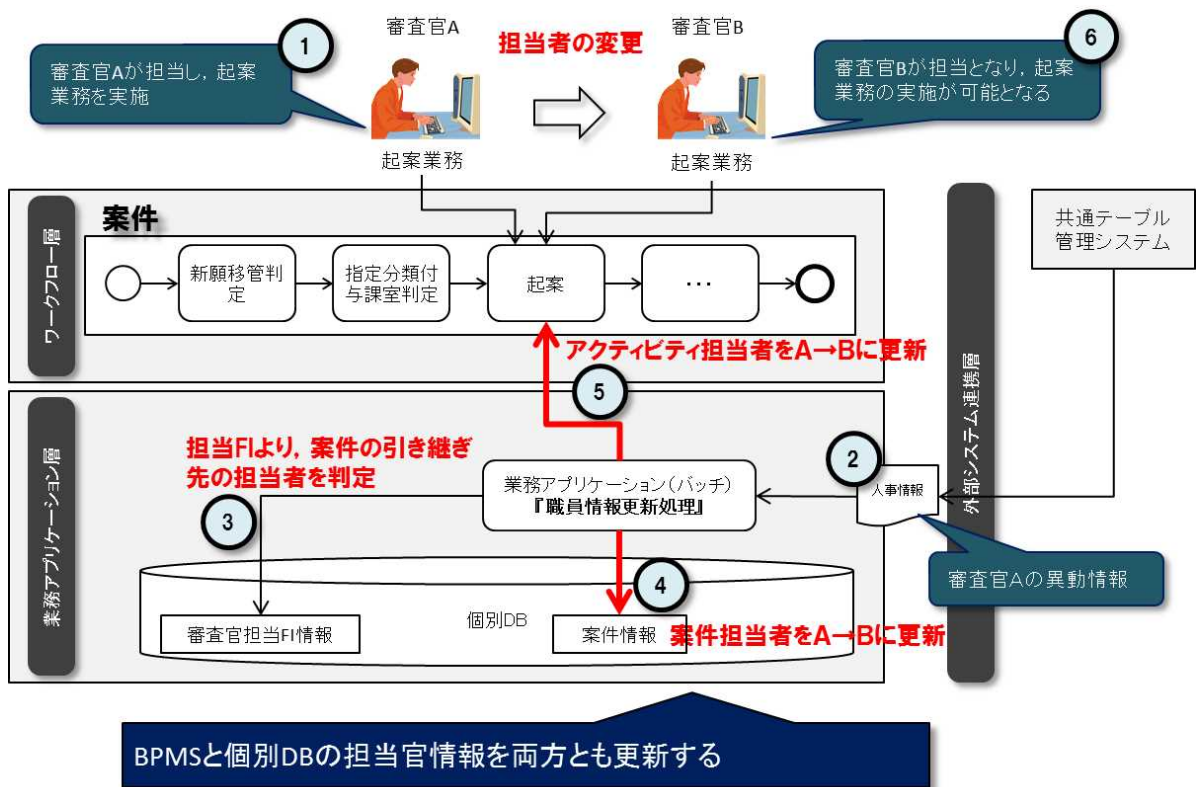 審査官A
担当者の変更
審査官B
1
審査官Aが担当し，起案
業務を実施
6
審査官Bが担当となり，起案
業務の実施が可能となる
起案業務
起案業務
ワークフロー層
案件
新願移管判
定
指定分類付
与課室判定
起案
…
共通テーブル
管理システム
アクティビティ担当者をA→Bに更新
5
外部システム連携層
業務アプリケーション層
担当FIより，案件の引き継ぎ
先の担当者を判定
3
業務アプリケーション（バッチ）
『職員情報更新処理』
2
人事情報
審査官Aの異動情報
4
個別DB
審査官担当FI情報
案件情報
案件担当者をA→Bに更新
BPMSと個別DBの担当官情報を両方とも更新する